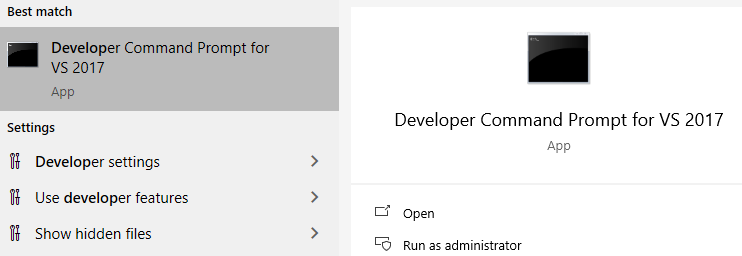 Best match
Developer Command Prompt for
VS 2017
App
Settings
Developer settings
Use developer features
Show hidden files
Developer Command Prompt for VS 2017
App
Open
Run as administrator